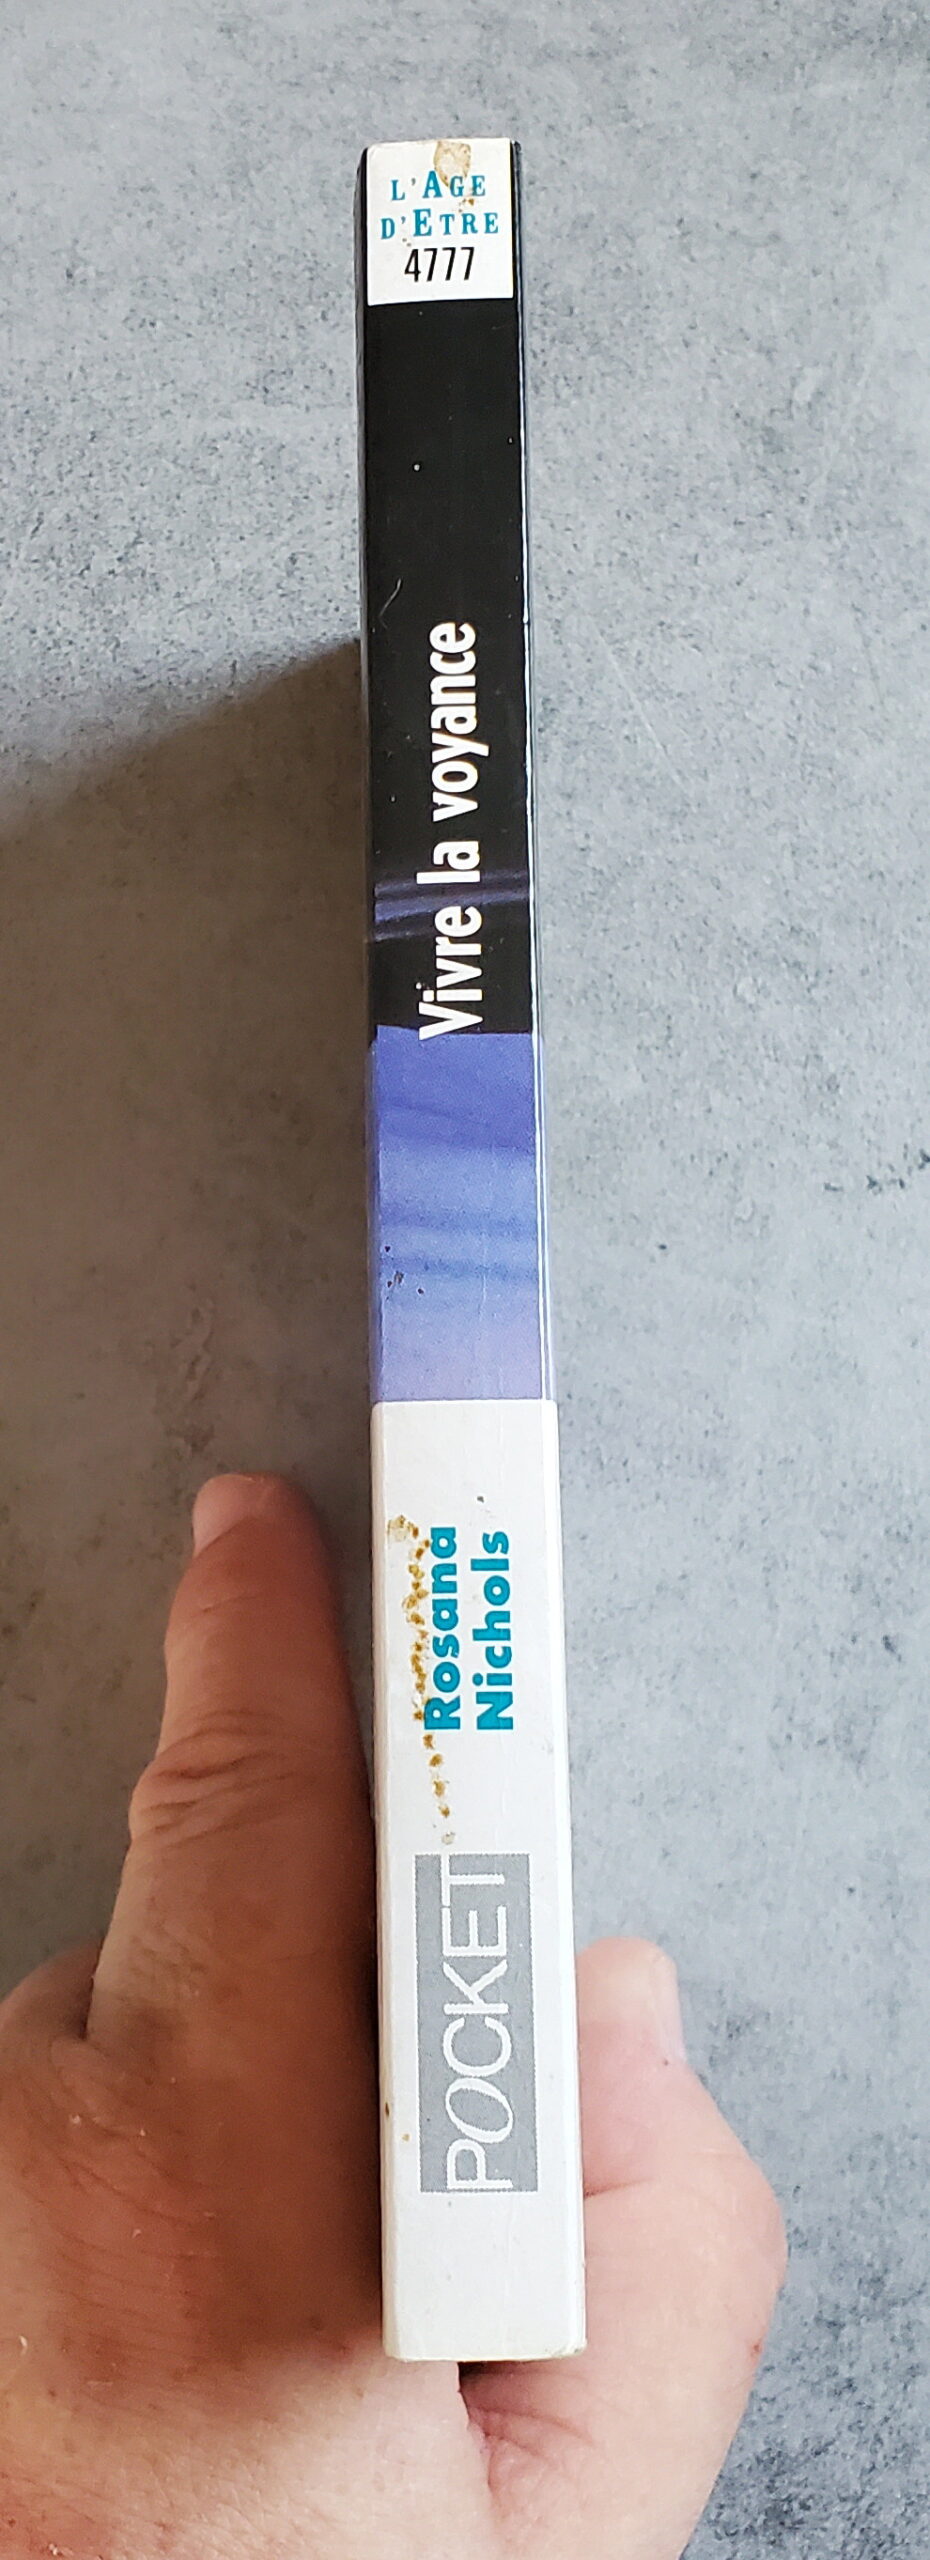 L'AGE
D'ETRE
4777
Vivre la voyance
Rosana
Nichols
POCKET